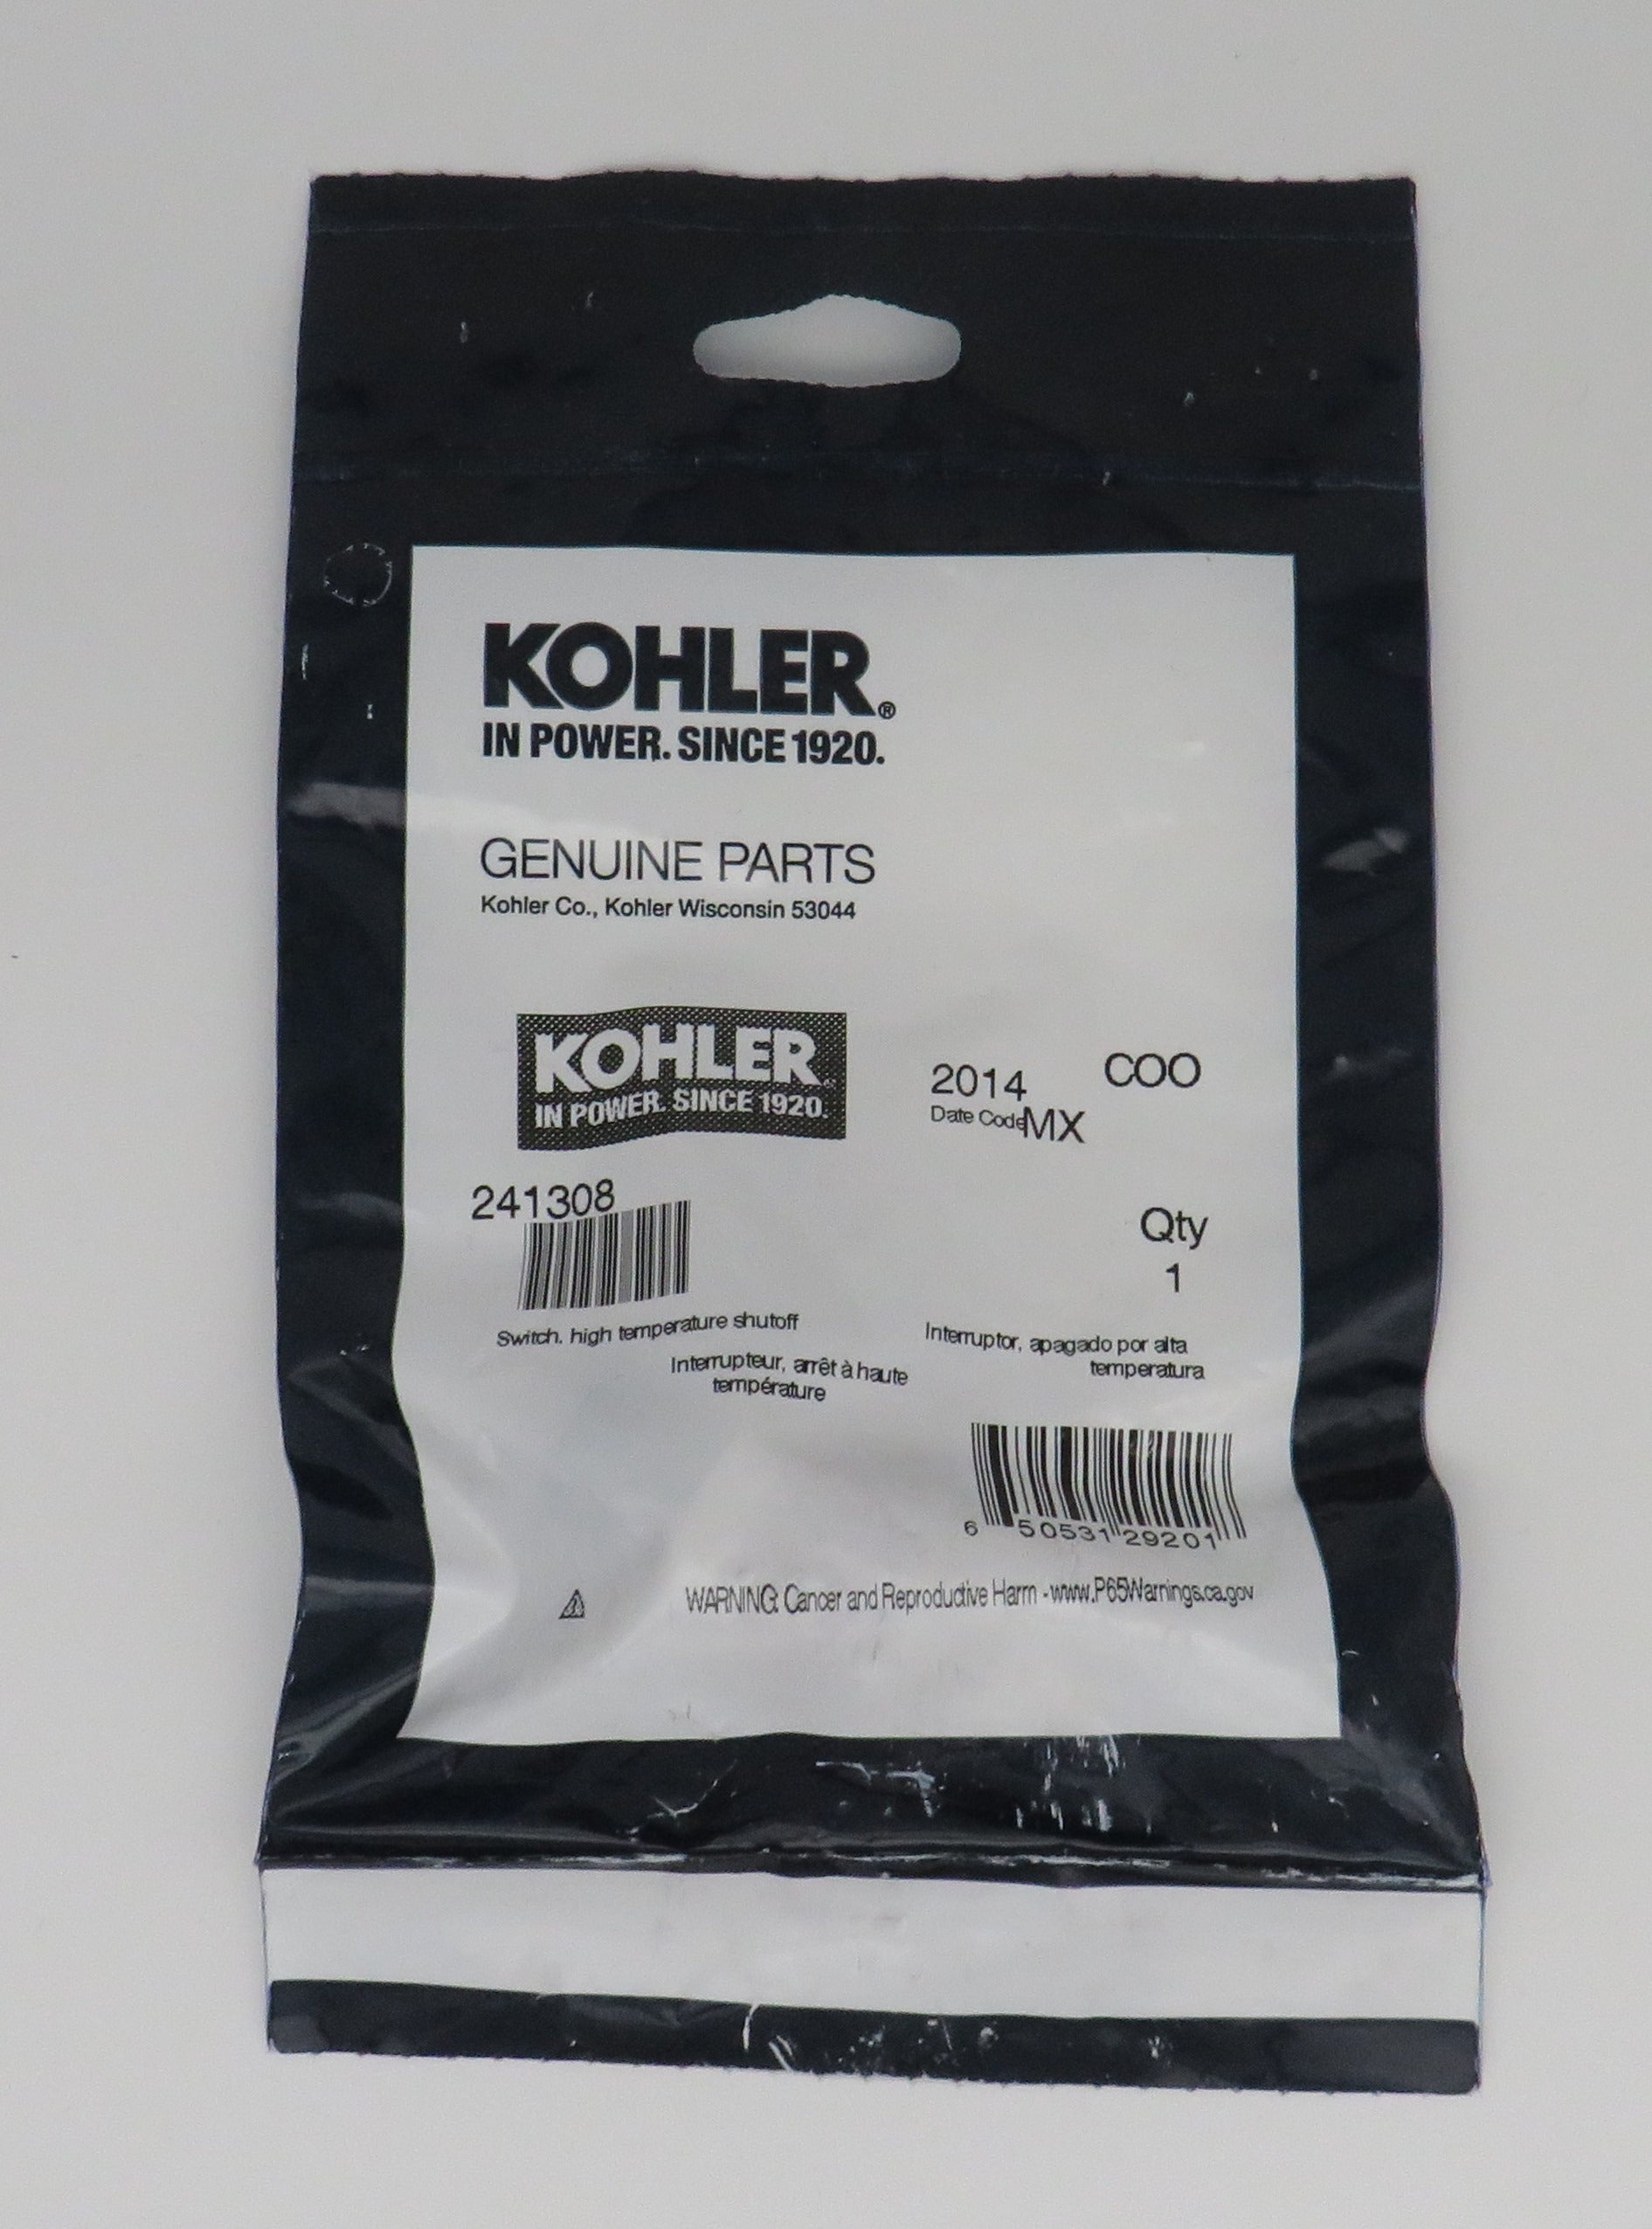 KOHLER®
IN POWER. SINCE 1920.
GENUINE PARTS
Kohler Co., Kohler Wisconsin 53044
KOHLER®
IN POWER. SINCE 1920.
2014
COO
Date Code
MX
241308
Qty
1
Switch. high temperature shutoff
Interruptor, apagado por alta
temperatura
Interrupteur, arrêt à haute
température
6 50531 29201
WARNING: Cancer and Reproductive Harm - www.P65Warnings.ca.gov